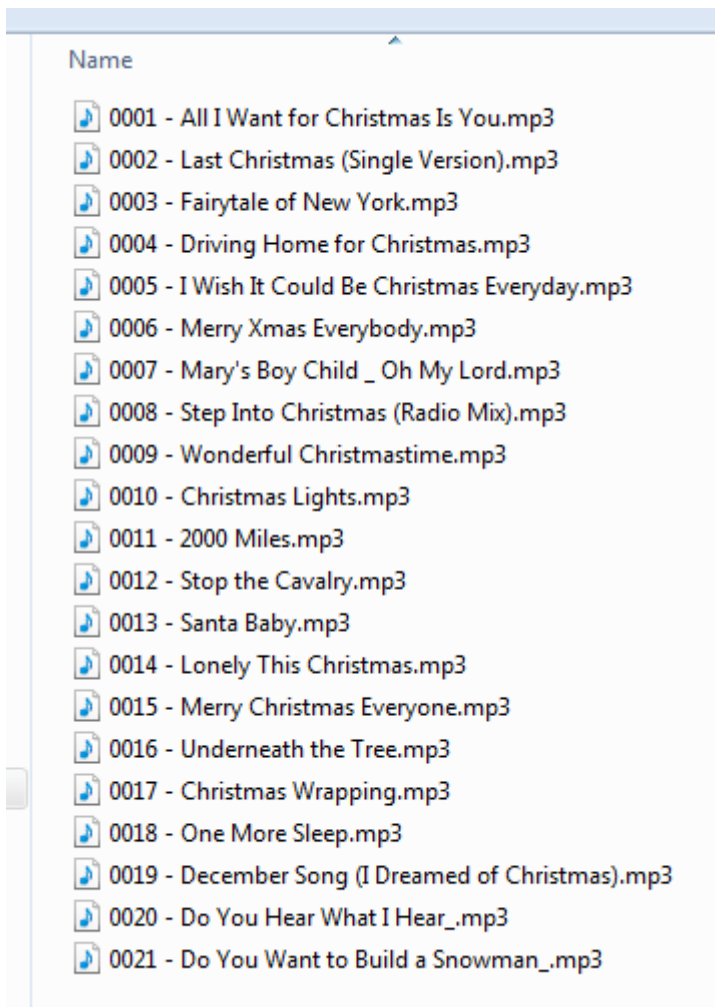 Name
0001 - All I Want for Christmas Is You.mp3
0002 - Last Christmas (Single Version).mp3
0003 - Fairytale of New York.mp3
0004 - Driving Home for Christmas.mp3
0005 - I Wish It Could Be Christmas Everyday.mp3
0006 - Merry Xmas Everybody.mp3
0007 - Mary's Boy Child _ Oh My Lord.mp3
0008 - Step Into Christmas (Radio Mix).mp3
0009 - Wonderful Christmastime.mp3
0010 - Christmas Lights.mp3
0011 - 2000 Miles.mp3
0012 - Stop the Cavalry.mp3
0013 - Santa Baby.mp3
0014 - Lonely This Christmas.mp3
0015 - Merry Christmas Everyone.mp3
0016 - Underneath the Tree.mp3
0017 - Christmas Wrapping.mp3
0018 - One More Sleep.mp3
0019 - December Song (I Dreamed of Christmas).mp3
0020 - Do You Hear What I Hear_.mp3
0021 - Do You Want to Build a Snowman_.mp3